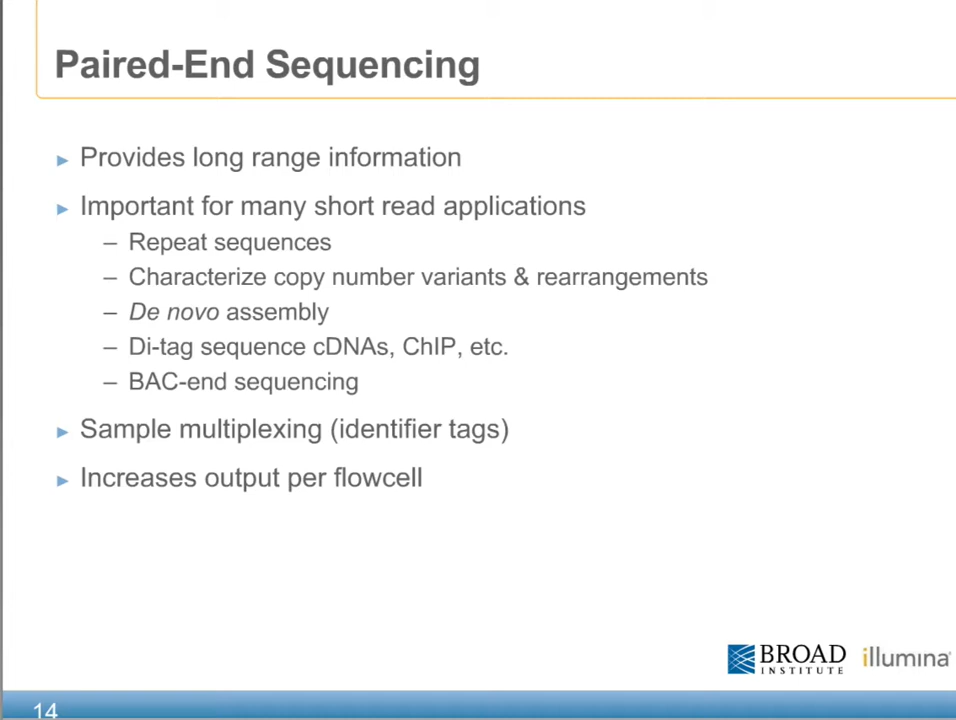 Paired-End Sequencing
► Provides long range information
► Important for many short read applications
– Repeat sequences
– Characterize copy number variants & rearrangements
– De novo assembly
– Di-tag sequence cDNAs, ChIP, etc.
– BAC-end sequencing
► Sample multiplexing (identifier tags)
► Increases output per flowcell
BROAD INSTITUTE illumina®
14